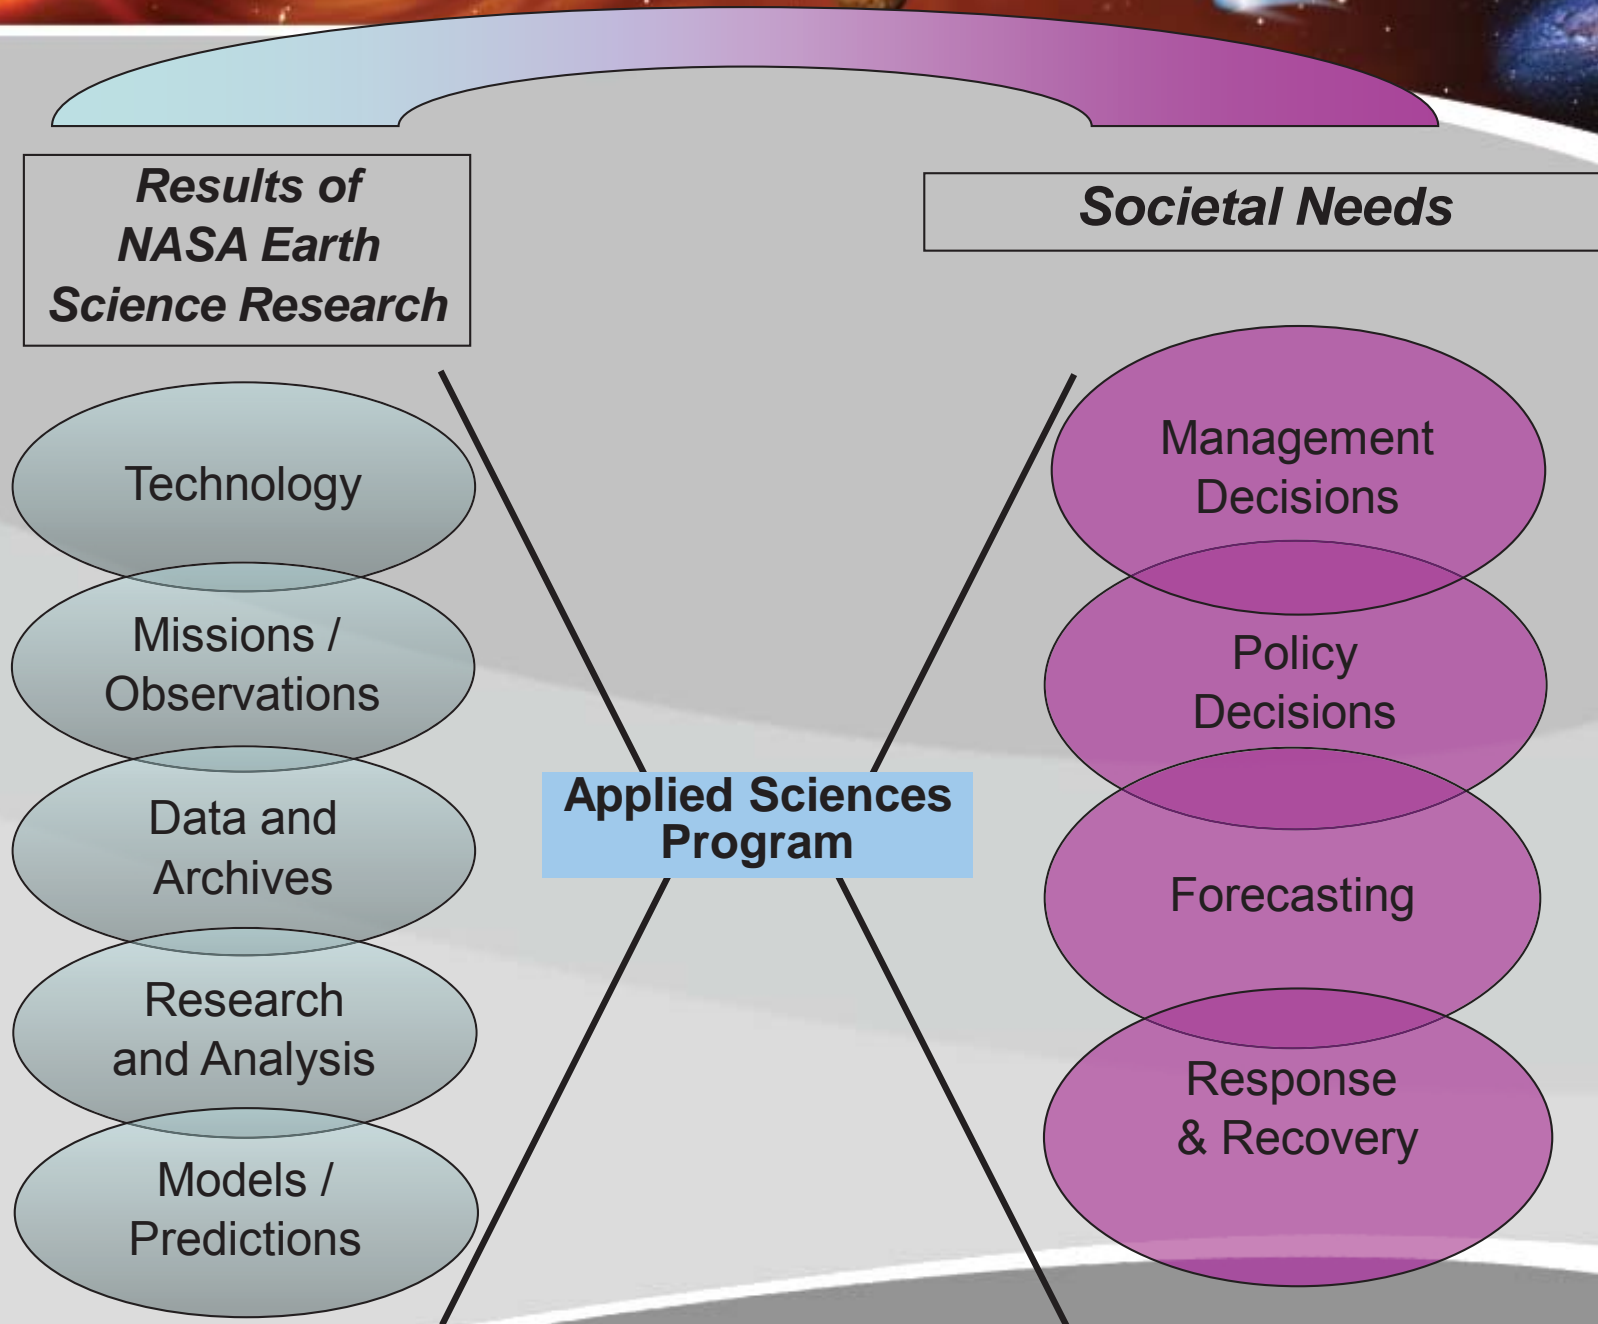 Results of
NASA Earth
Science Research
Technology
Missions /
Observations
Data and
Archives
Research
and Analysis
Models /
Predictions
Applied Sciences
Program
Societal Needs
Management
Decisions
Policy
Decisions
Forecasting
Response
& Recovery